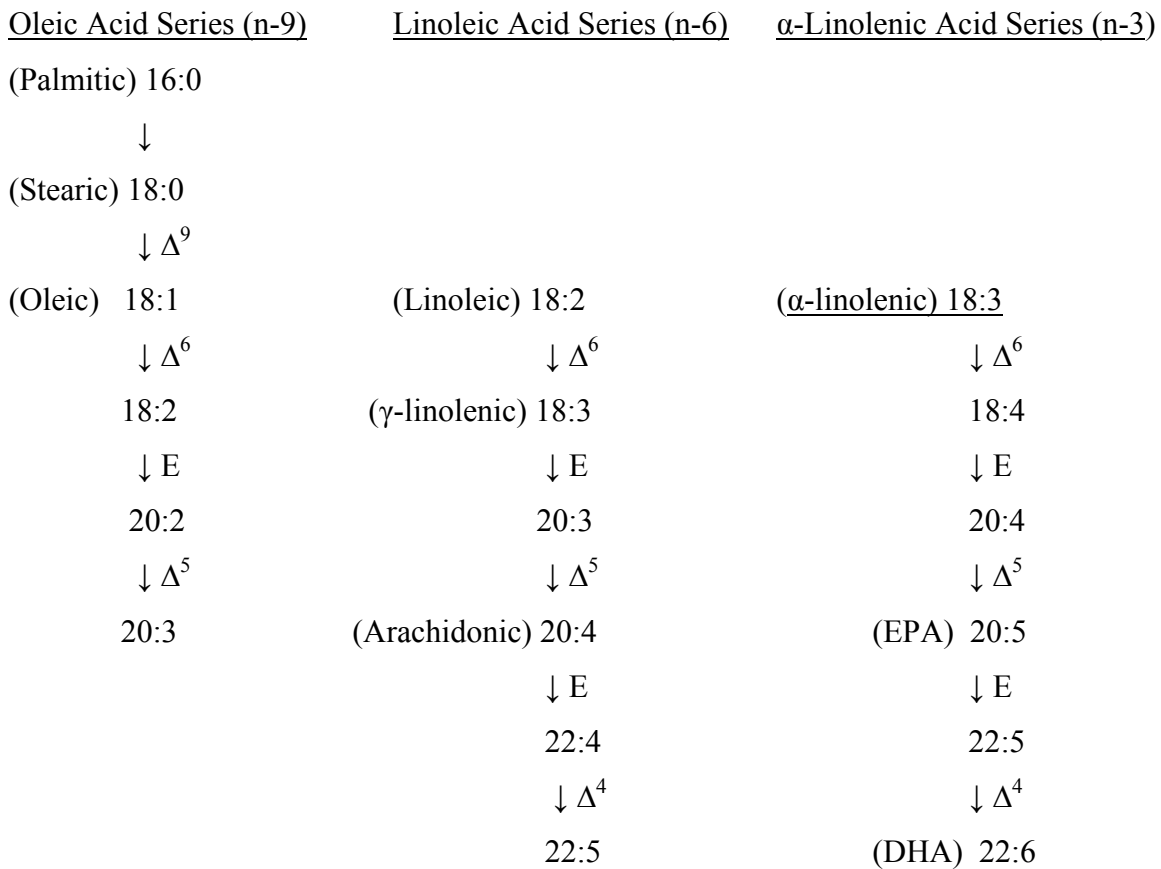 Oleic Acid Series (n-9) Linoleic Acid Series (n-6) α-Linolenic Acid Series (n-3)
(Palmitic) 16:0
↓
(Stearic) 18:0
↓ Δ⁹
(Oleic) 18:1 (Linoleic) 18:2 (α-linolenic) 18:3
↓ Δ⁶ ↓ Δ⁶ ↓ Δ⁶
18:2 (γ-linolenic) 18:3 18:4
↓ E ↓ E ↓ E
20:2 20:3 20:4
↓ Δ⁵ ↓ Δ⁵ ↓ Δ⁵
20:3 (Arachidonic) 20:4 (EPA) 20:5
↓ E ↓ E
22:4 22:5
↓ Δ⁴ ↓ Δ⁴
22:5 (DHA) 22:6